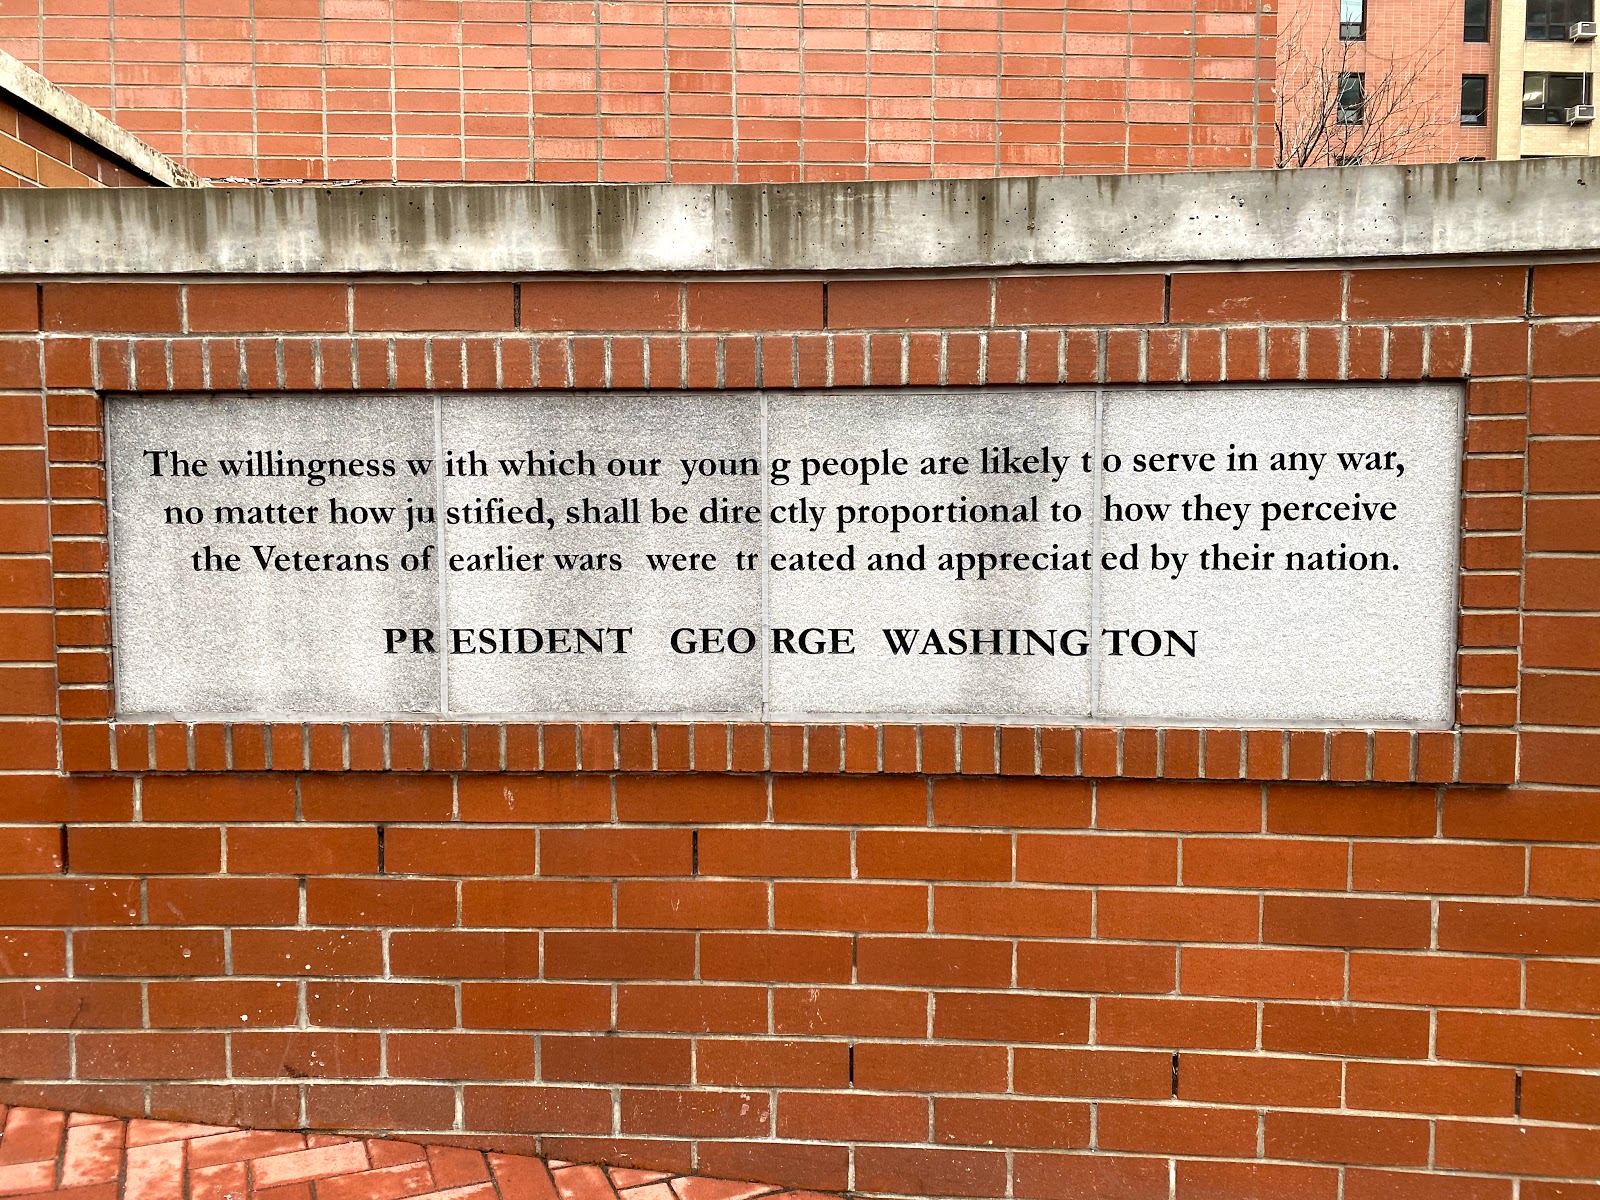 The willingness with which our young people are likely to serve in any war,
no matter how justified, shall be directly proportional to how they perceive
the Veterans of earlier wars were treated and appreciated by their nation.
PRESIDENT GEORGE WASHINGTON